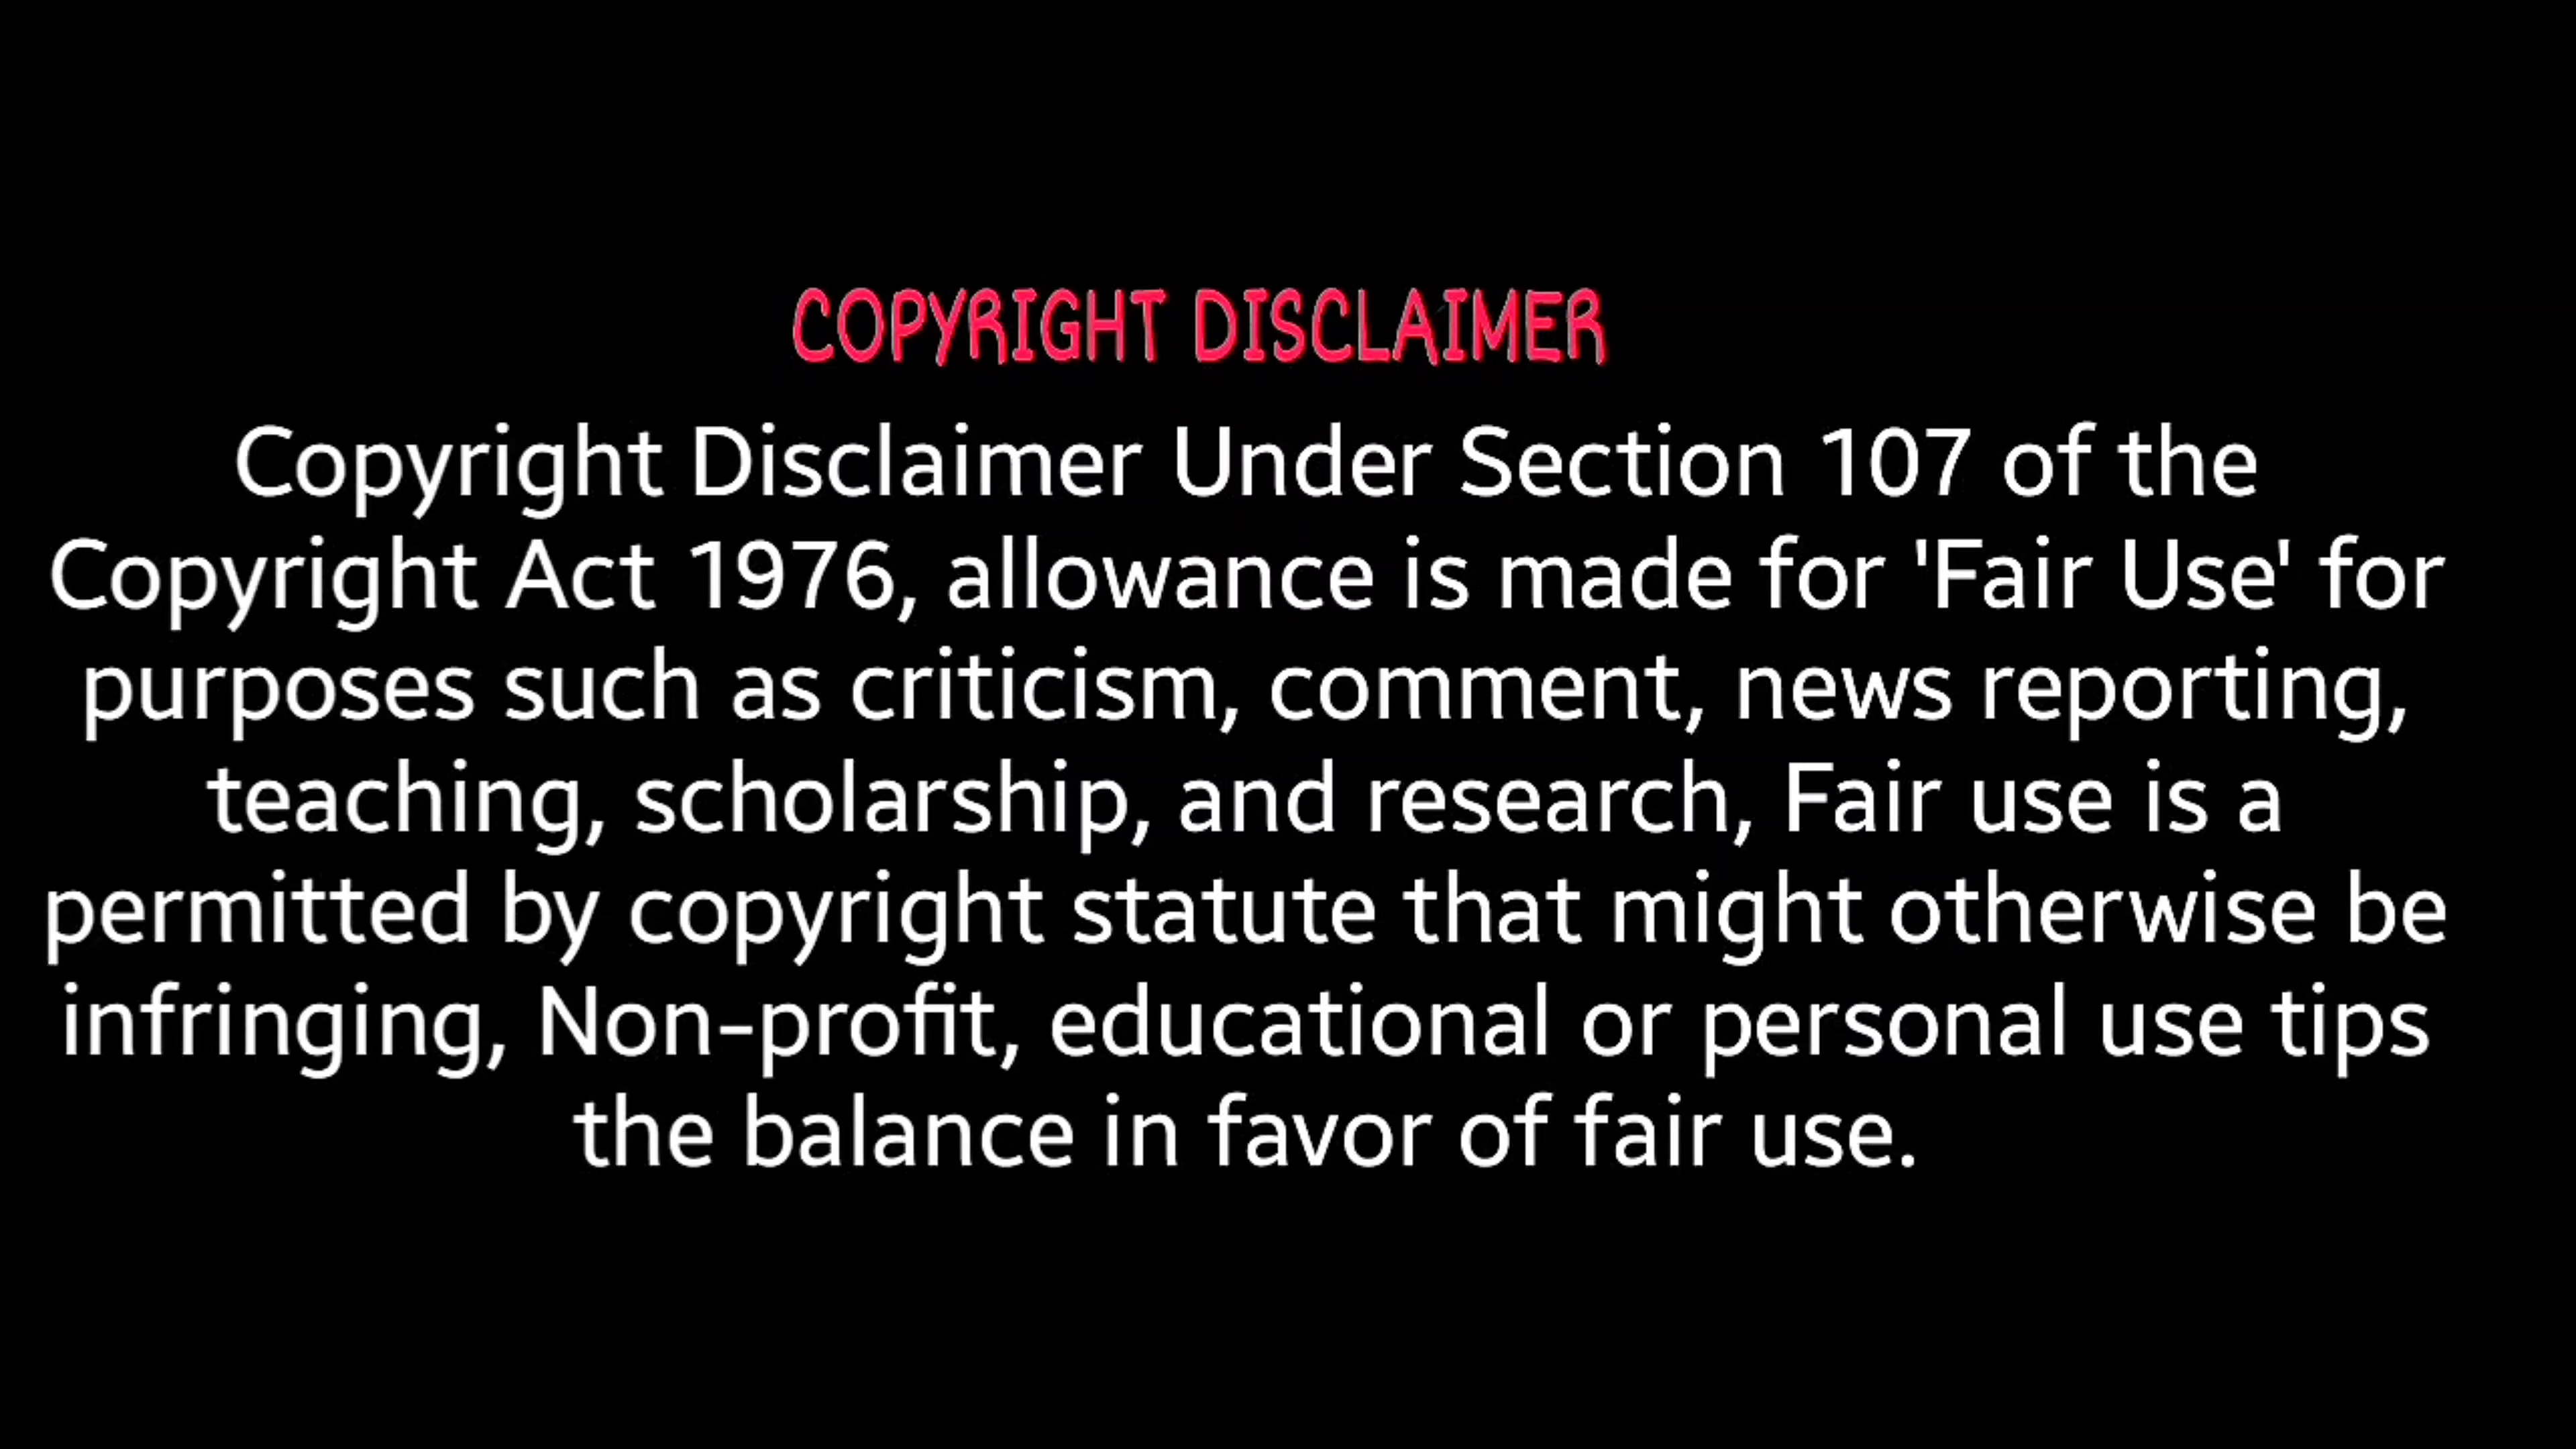 COPYRIGHT DISCLAIMER
Copyright Disclaimer Under Section 107 of the
Copyright Act 1976, allowance is made for 'Fair Use' for
purposes such as criticism, comment, news reporting,
teaching, scholarship, and research, Fair use is a
permitted by copyright statute that might otherwise be
infringing, Non-profit, educational or personal use tips
the balance in favor of fair use.